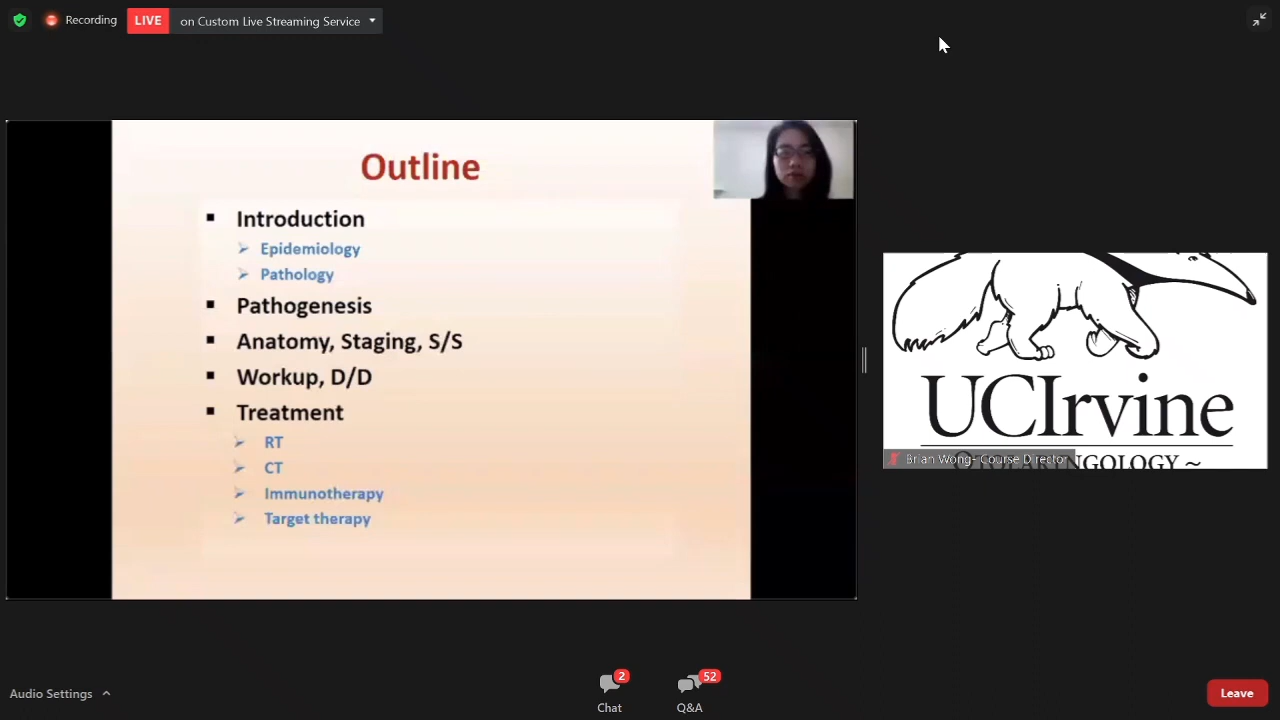 Recording
LIVE
on Custom Live Streaming Service
Outline
Introduction
Epidemiology
Pathology
Pathogenesis
Anatomy, Staging, S/S
Workup, D/D
Treatment
RT
CT
Immunotherapy
Target therapy
UCIrvine
Brian Wong- Course Director
OTOLARYNGOLOGY ~
Audio Settings
2
Chat
52
Q&A
Leave